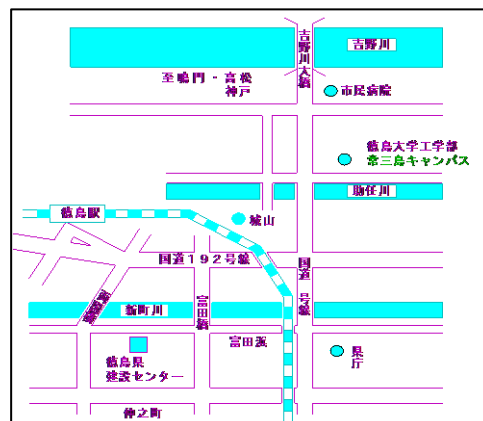 吉野川
吉野川大橋
至鳴門・高松
神戸
市民病院
徳島大学工学部
常三島キャンパス
助任川
徳島駅
城山
国道192号線
国道 号線
新町川
富田橋
富田
県
庁
徳島県
建設センター
仲之町